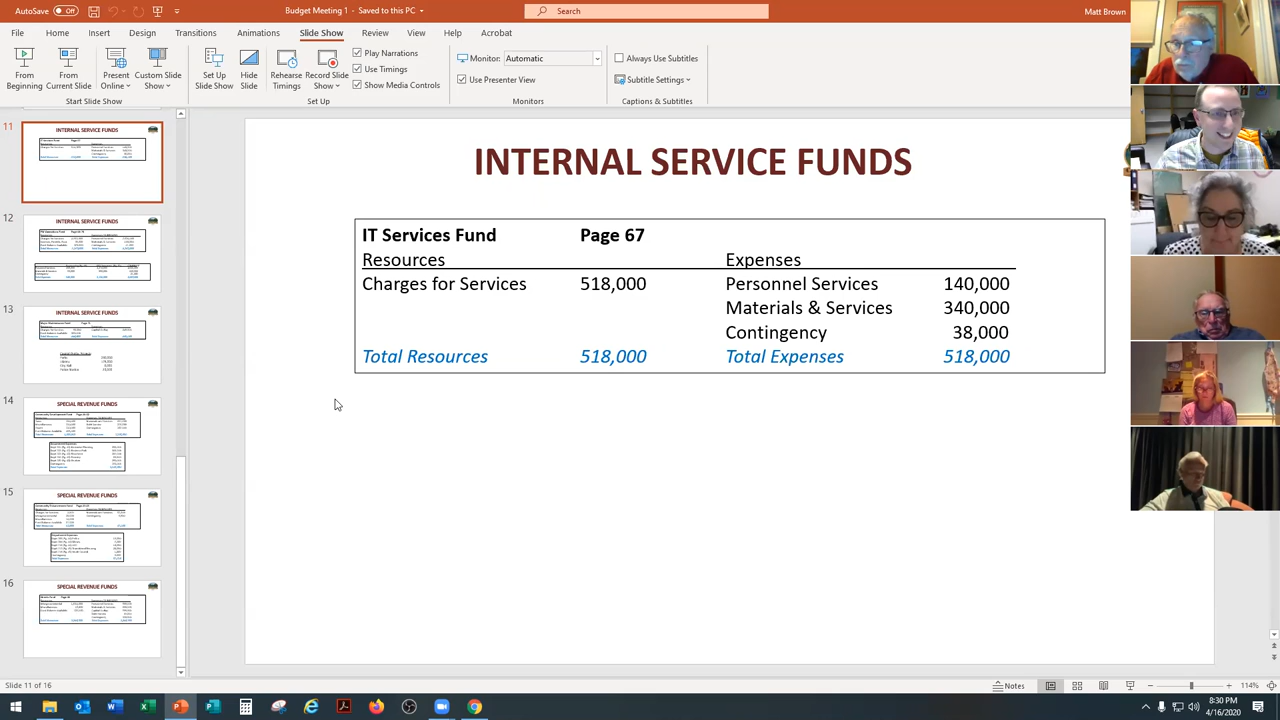 AutoSave Off
Budget Meeting 1 - Saved to this PC
Search
Matt Brown
File Home Insert Design Transitions Animations Slide Show Review View Help Acrobat
From Beginning
From Current Slide
Present Online
Custom Slide Show
Set Up Slide Show
Hide Slide
Rehearse Timings
Record Slide Show
Play Narrations
Use Timings
Show Media Controls
Monitor: Automatic
Use Presenter View
Always Use Subtitles
Subtitle Settings
Start Slide Show
Set Up
Monitors
Captions & Subtitles
11
INTERNAL SERVICE FUNDS
12
INTERNAL SERVICE FUNDS
13
INTERNAL SERVICE FUNDS
14
SPECIAL REVENUE FUNDS
15
SPECIAL REVENUE FUNDS
16
SPECIAL REVENUE FUNDS
INTERNAL SERVICE FUNDS
IT Services Fund Page 67
Resources Expenses
Charges for Services 518,000 Personnel Services 140,000
Materials & Services 340,000
Contingency 38,000
Total Resources 518,000 Total Expenses 518,000
Slide 11 of 16
Notes
114%
8:30 PM
4/16/2020